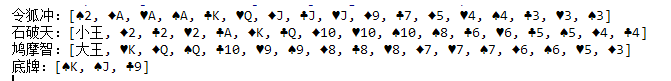 令狐冲: [♠2, ♦A, ♥A, ♠A, ♣K, ♥Q, ♦J, ♣J, ♥J, ♦9, ♣7, ♦5, ♥4, ♠4, ♣3, ♥3, ♠3]
石破天: [小王, ♦2, ♣2, ♥2, ♣A, ♦K, ♣Q, ♦10, ♥10, ♠10, ♠8, ♣6, ♥6, ♣5, ♠5, ♦4, ♣4]
鸠摩智: [大王, ♥K, ♦Q, ♠Q, ♣10, ♥9, ♠9, ♦8, ♣8, ♥8, ♦7, ♥7, ♠7, ♦6, ♠6, ♥5, ♦3]
底牌: [♠K, ♠J, ♣9]